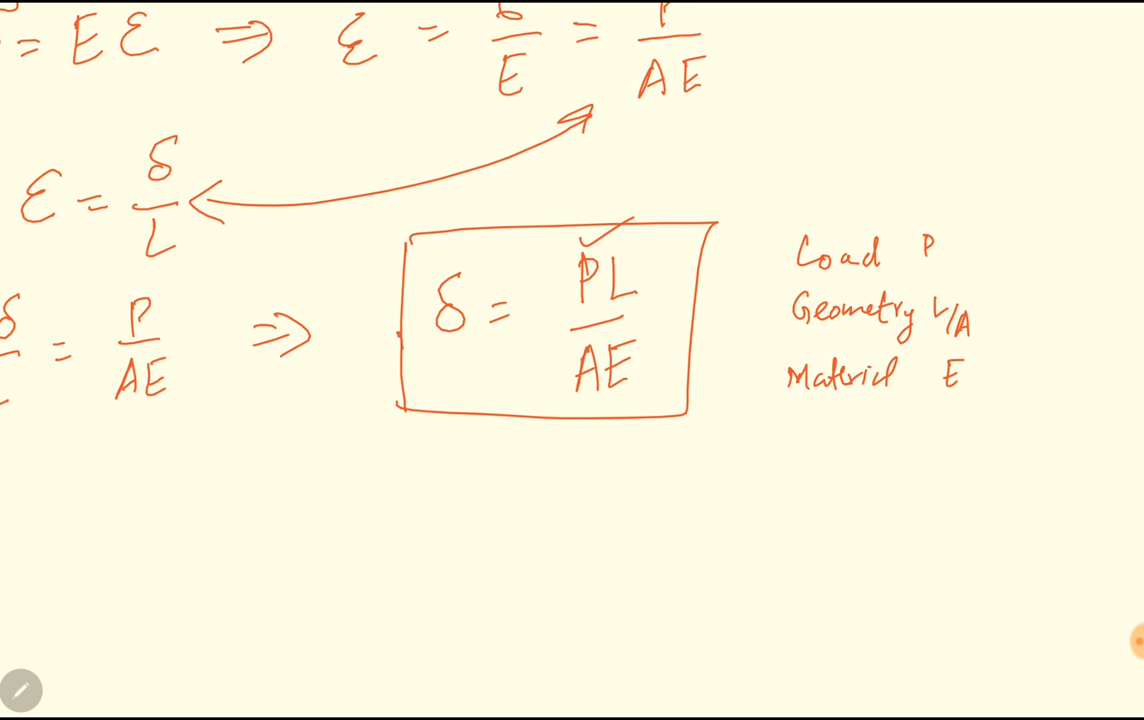 = Eε ⇒ ε = σ/E = P/AE
ε = δ/L
δ/L = P/AE ⇒ δ = PL/AE
Load P
Geometry L/A
Material E